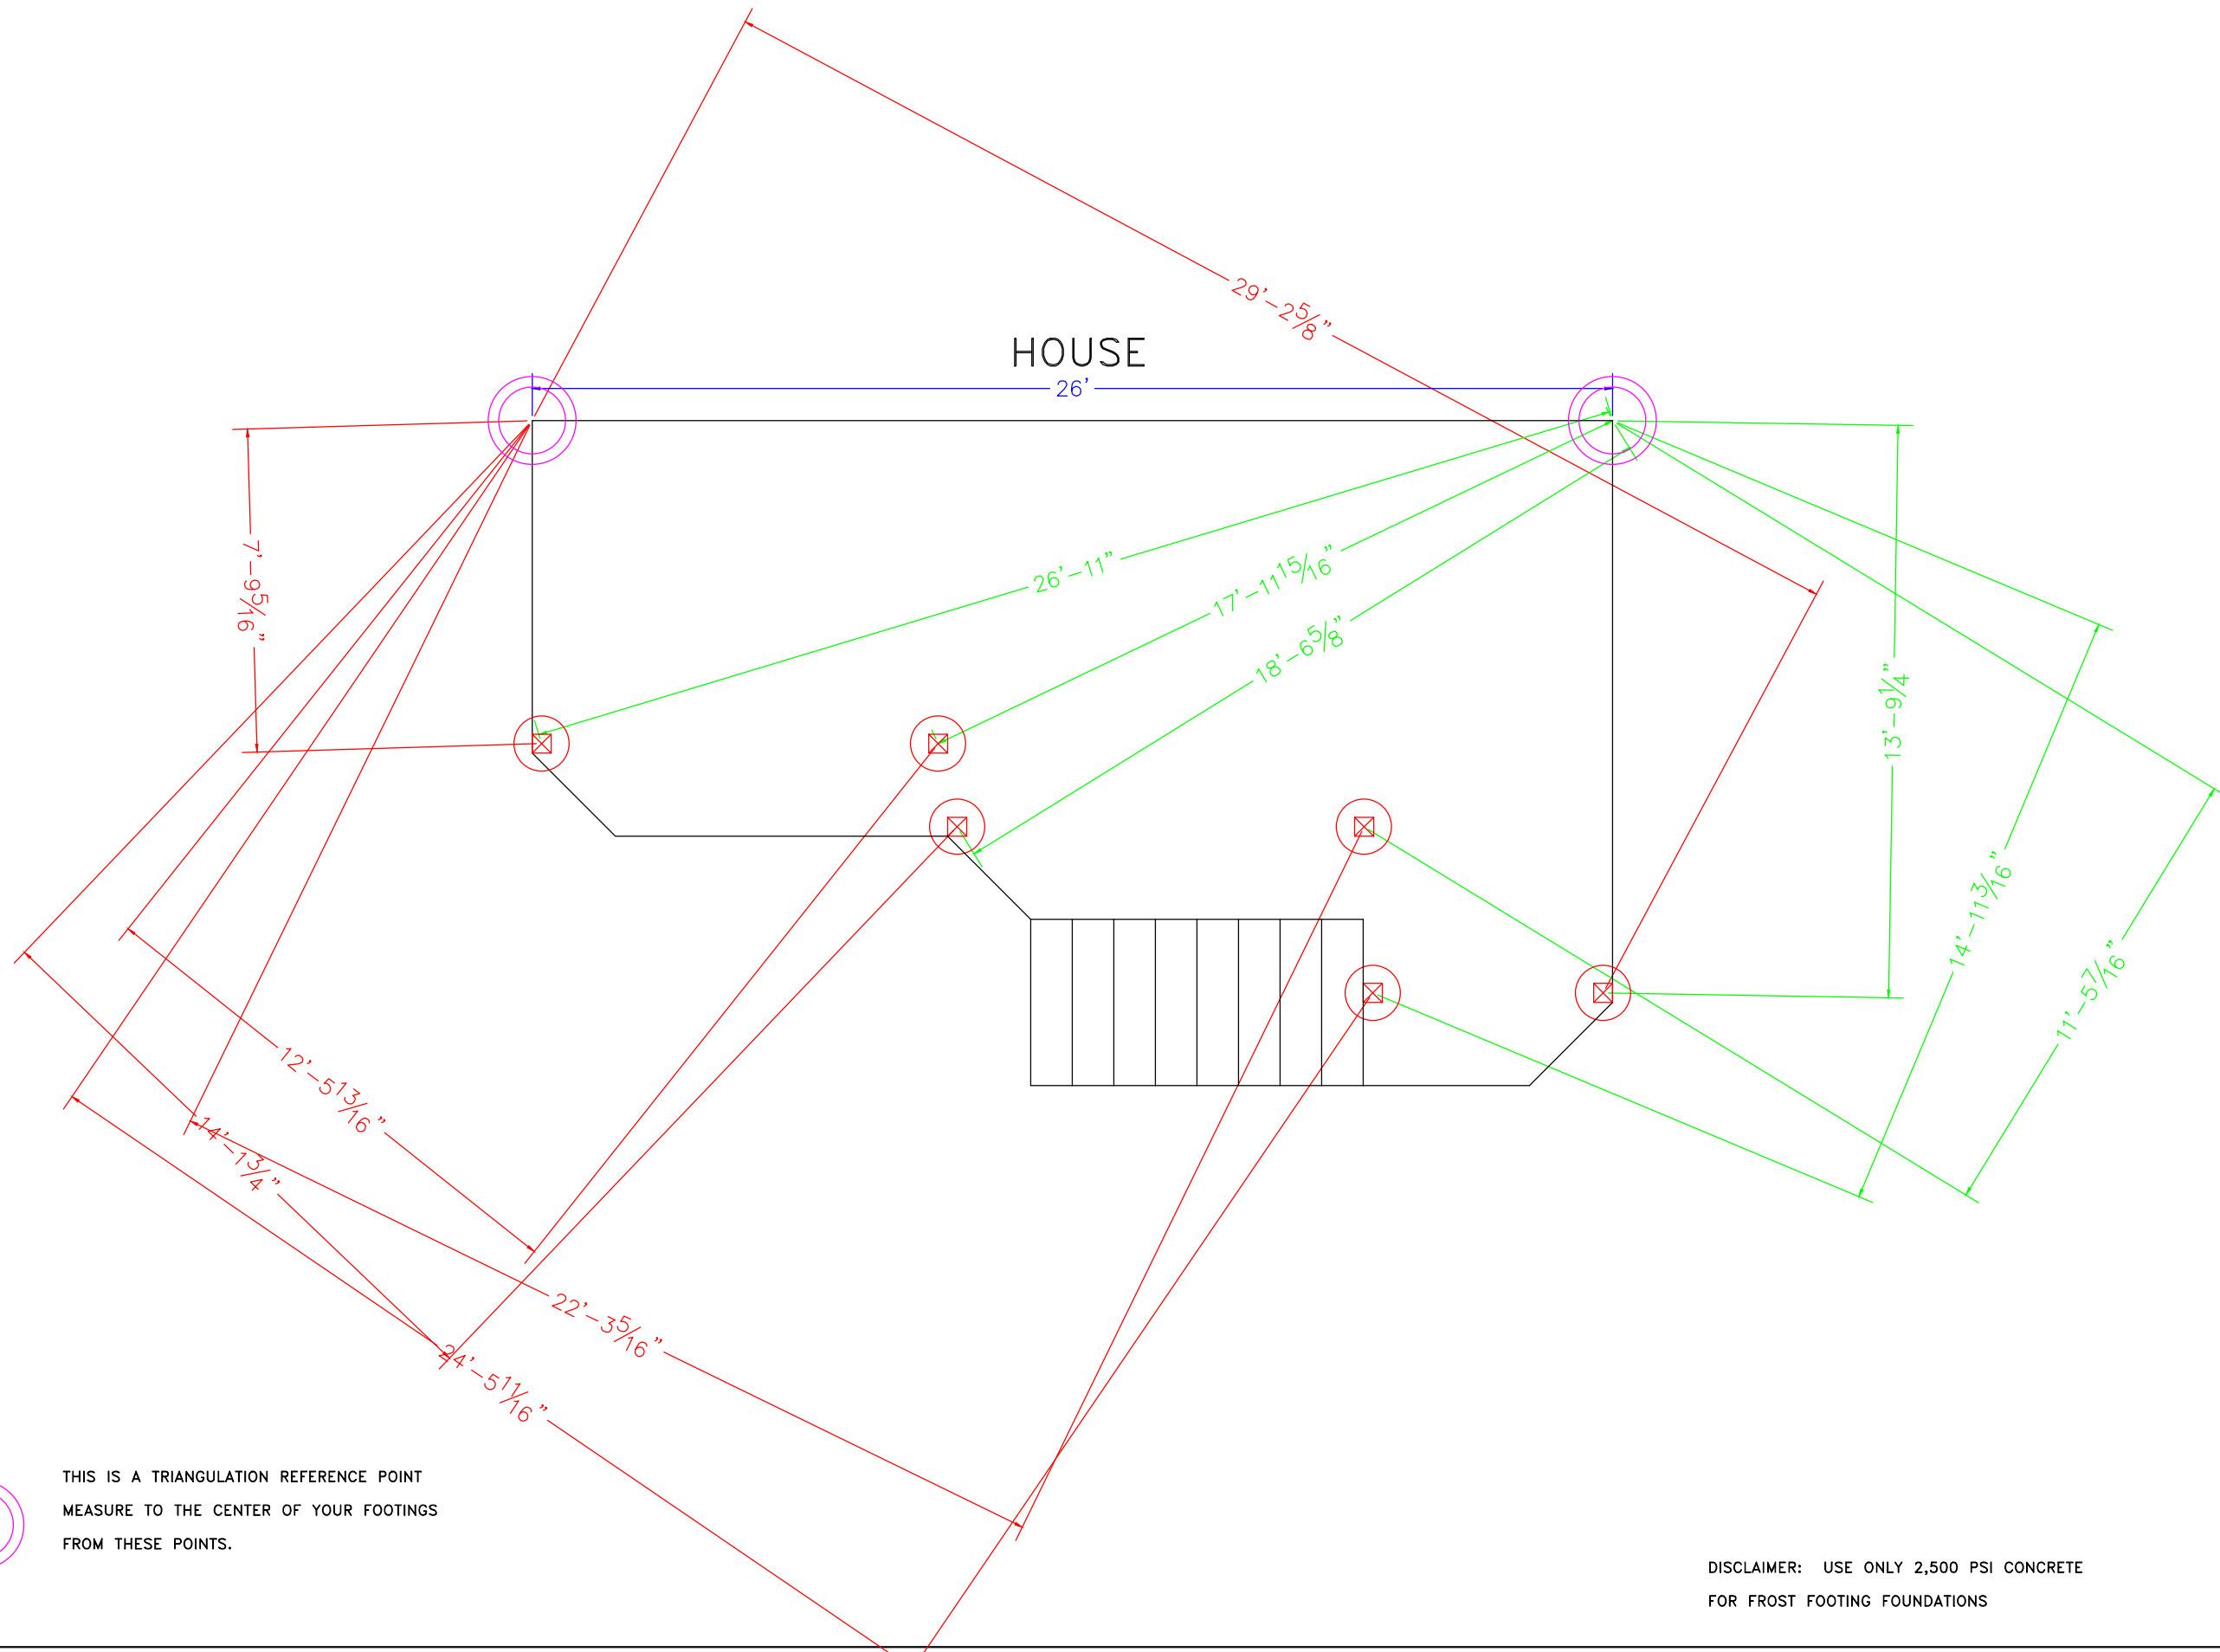 29'-2 5/8"
HOUSE
26'
7'-9 5/16"
26'-11"
17'-11 15/16"
18'-6 5/8"
13'-9 1/4"
14'-11 3/16"
11'-5 7/16"
12'-5 13/16"
14'-1 3/4"
22'-3 5/16"
24'-5 11/16"
THIS IS A TRIANGULATION REFERENCE POINT
MEASURE TO THE CENTER OF YOUR FOOTINGS
FROM THESE POINTS.
DISCLAIMER: USE ONLY 2,500 PSI CONCRETE
FOR FROST FOOTING FOUNDATIONS